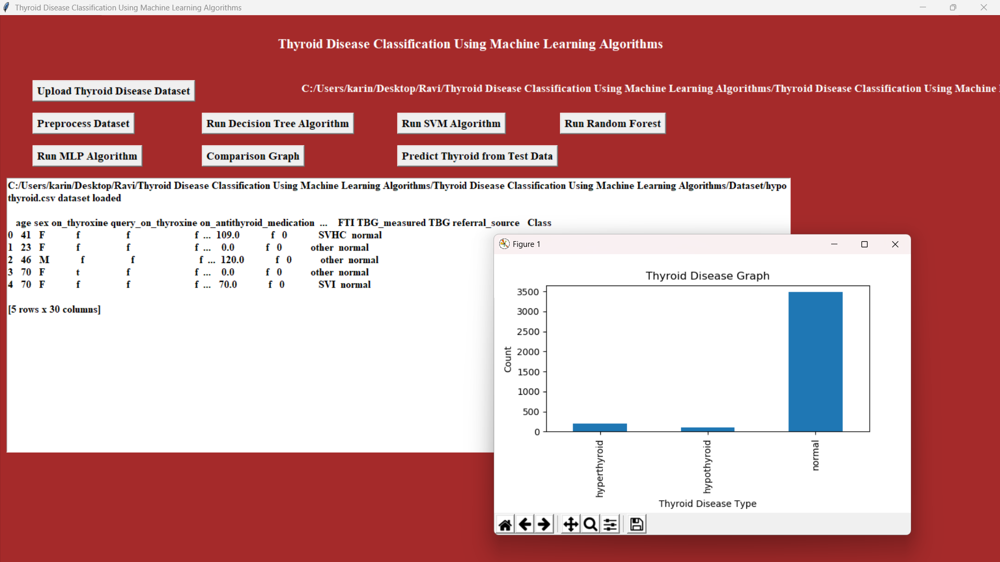 Thyroid Disease Classification Using Machine Learning Algorithms
Thyroid Disease Classification Using Machine Learning Algorithms
Upload Thyroid Disease Dataset
C:/Users/karin/Desktop/Ravi/Thyroid Disease Classification Using Machine Learning Algorithms/Thyroid Disease Classification Using Machine
Preprocess Dataset
Run Decision Tree Algorithm
Run SVM Algorithm
Run Random Forest
Run MLP Algorithm
Comparison Graph
Predict Thyroid from Test Data
C:/Users/karin/Desktop/Ravi/Thyroid Disease Classification Using Machine Learning Algorithms/Thyroid Disease Classification Using Machine Learning Algorithms/Dataset/hypo
thyroid.csv dataset loaded
age sex on_thyroxine query_on_thyroxine on_antithyroid_medication ... FTI TBG_measured TBG referral_source Class
0 41 F f f f ... 109.0 f 0 SVHC normal
1 23 F f f f ... 0.0 f 0 other normal
2 46 M f f f ... 120.0 f 0 other normal
3 70 F t f f ... 0.0 f 0 other normal
4 70 F f f f ... 70.0 f 0 SVI normal
[5 rows x 30 columns]
Figure 1
Thyroid Disease Graph
3500
3000
2500
2000
1500
1000
500
0
Count
hyperthyroid
hypothyroid
normal
Thyroid Disease Type